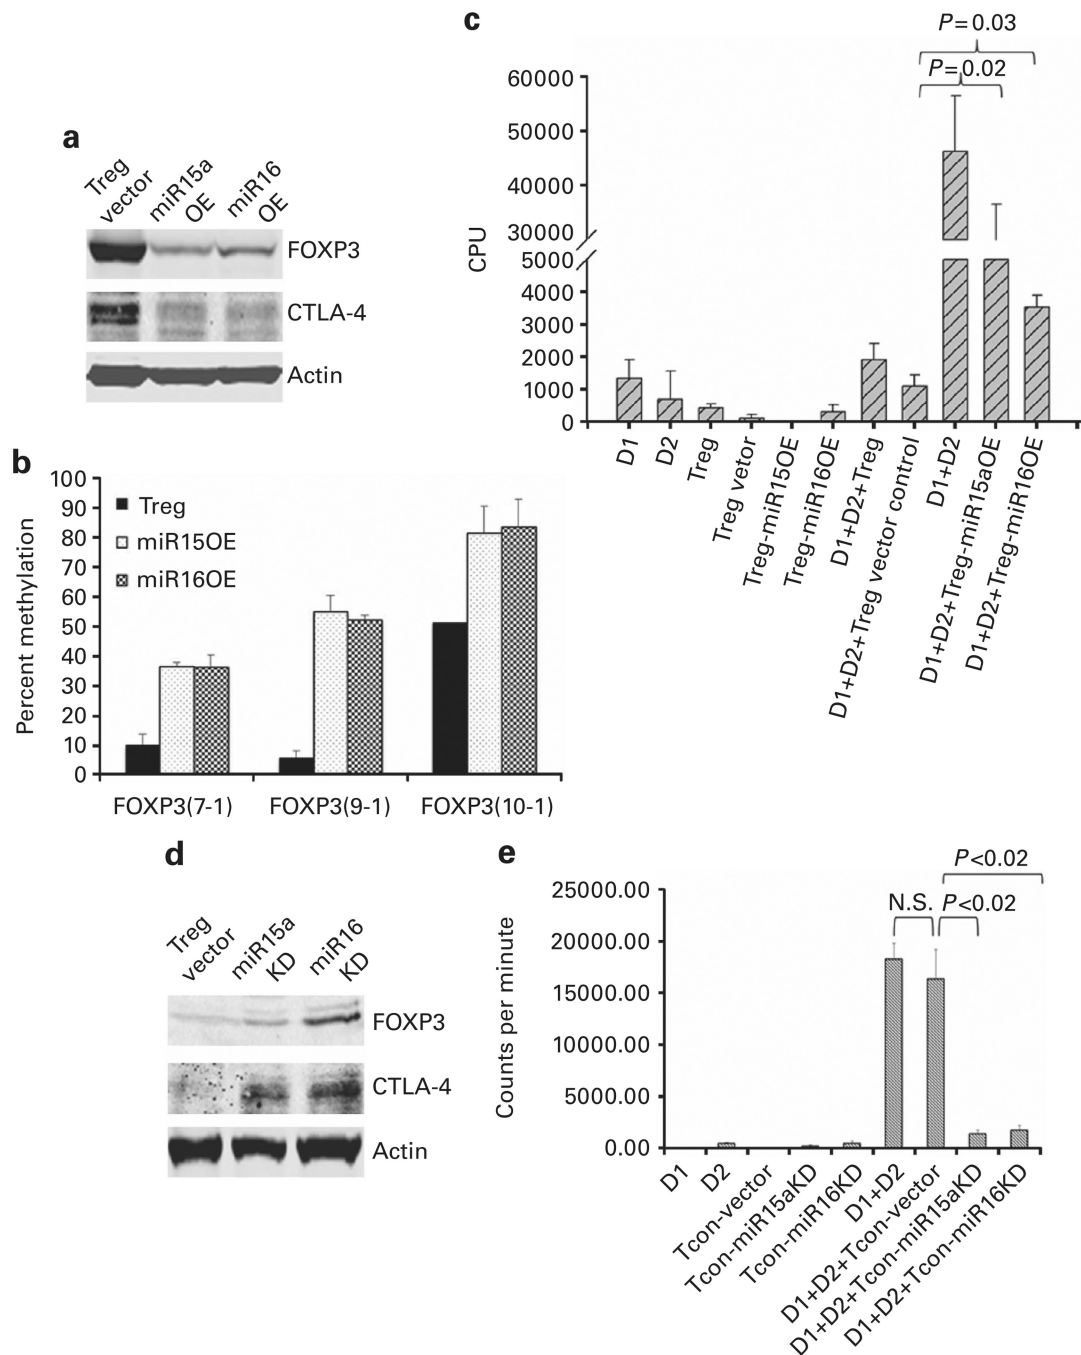 a
Treg
vector
miR15a
OE
miR16
OE
FOXP3
CTLA-4
Actin
b
Percent methylation
100
90
80
70
60
50
40
30
20
10
0
Treg
miR15OE
miR16OE
FOXP3(7-1)
FOXP3(9-1)
FOXP3(10-1)
c
P=0.03
P=0.02
CPU
60000
50000
40000
30000
5000
4000
3000
2000
1000
0
D1
D2
Treg
Treg vetor
Treg-miR15OE
Treg-miR16OE
D1+D2+Treg
D1+D2+Treg vector control
D1+D2
D1+D2+Treg-miR15aOE
D1+D2+Treg-miR16OE
d
Treg
vector
miR15a
KD
miR16
KD
FOXP3
CTLA-4
Actin
e
P<0.02
N.S.
P<0.02
Counts per minute
25000.00
20000.00
15000.00
10000.00
5000.00
0.00
D1
D2
Tcon-vector
Tcon-miR15aKD
Tcon-miR16KD
D1+D2
D1+D2+Tcon-vector
D1+D2+Tcon-miR15aKD
D1+D2+Tcon-miR16KD